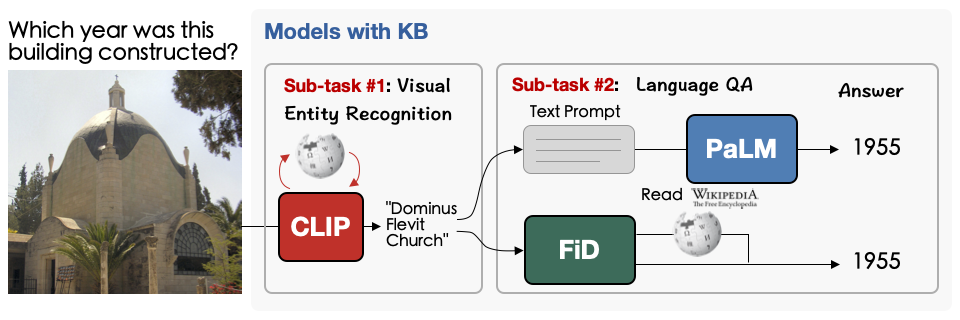 Which year was this
building constructed?
Models with KB
Sub-task #1: Visual
Entity Recognition
CLIP
"Dominus
Flevit
Church"
Sub-task #2: Language QA
Answer
Text Prompt
PaLM
1955
Read WIKIPEDIA
The Free Encyclopedia
FiD
1955